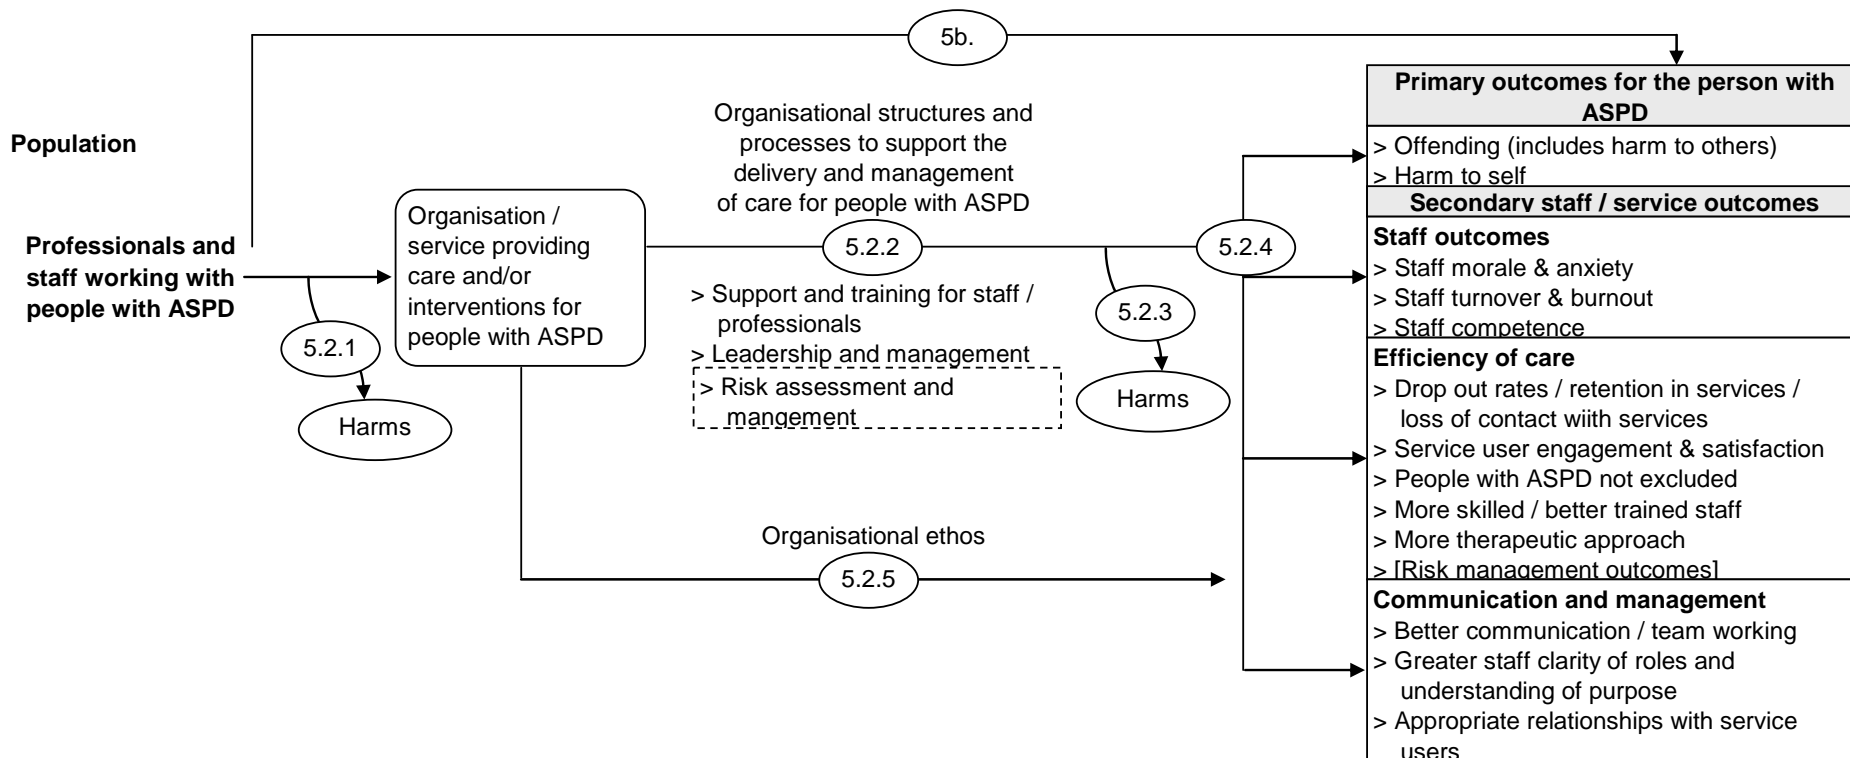 5b.
Population
Professionals and
staff working with
people with ASPD
5.2.1
Harms
Organisation /
service providing
care and/or
interventions for
people with ASPD
Organisational structures and
processes to support the
delivery and management
of care for people with ASPD
5.2.2
> Support and training for staff /
professionals
> Leadership and management
> Risk assessment and
mangement
5.2.3
Harms
5.2.4
Organisational ethos
5.2.5
Primary outcomes for the person with
ASPD
> Offending (includes harm to others)
> Harm to self
Secondary staff / service outcomes
Staff outcomes
> Staff morale & anxiety
> Staff turnover & burnout
> Staff competence
Efficiency of care
> Drop out rates / retention in services /
loss of contact wiith services
> Service user engagement & satisfaction
> People with ASPD not excluded
> More skilled / better trained staff
> More therapeutic approach
> [Risk management outcomes]
Communication and management
> Better communication / team working
> Greater staff clarity of roles and
understanding of purpose
> Appropriate relationships with service
users